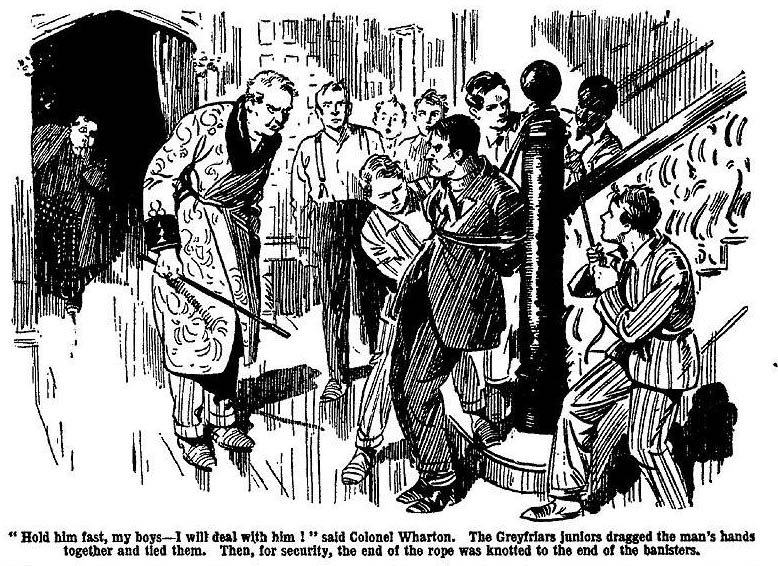 " Hold him fast, my boys—I will deal with him ! " said Colonel Wharton. The Greyfriars juniors dragged the man's hands
together and tied them. Then, for security, the end of the rope was knotted to the end of the banisters.